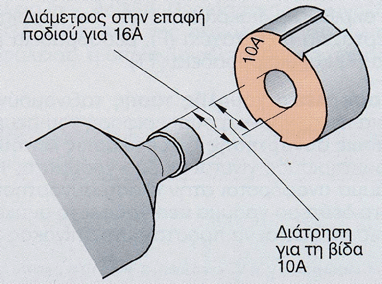 Διάμετρος στην επαφή
ποδιού για 16Α
10A
Διάτρηση
για τη βίδα
10Α